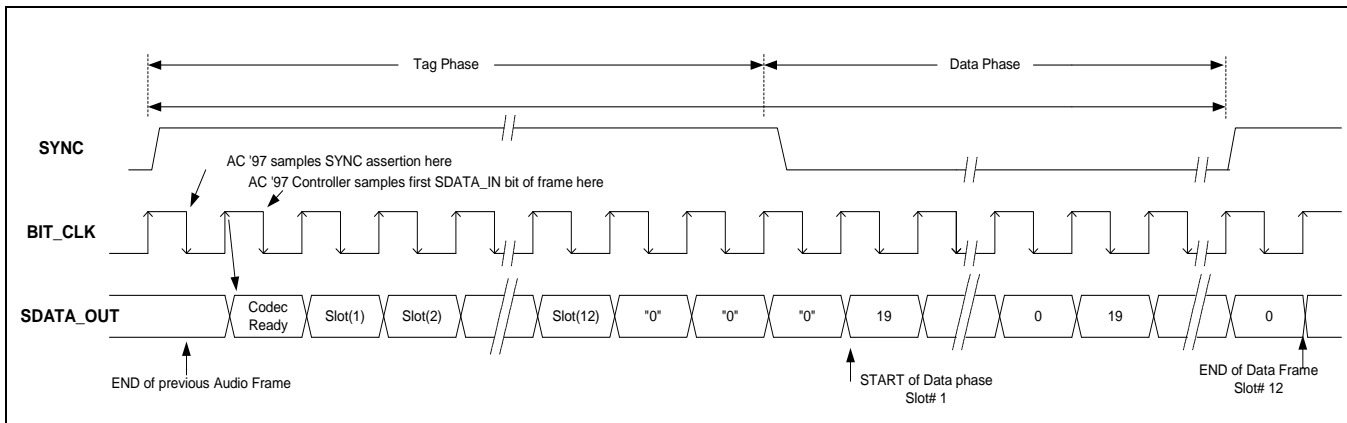 Tag Phase
Data Phase
SYNC
AC '97 samples SYNC assertion here
AC '97 Controller samples first SDATA_IN bit of frame here
BIT_CLK
SDATA_OUT
Codec
Ready
Slot(1)
Slot(2)
Slot(12)
"0"
"0"
"0"
19
0
19
0
END of previous Audio Frame
START of Data phase
Slot# 1
END of Data Frame
Slot# 12